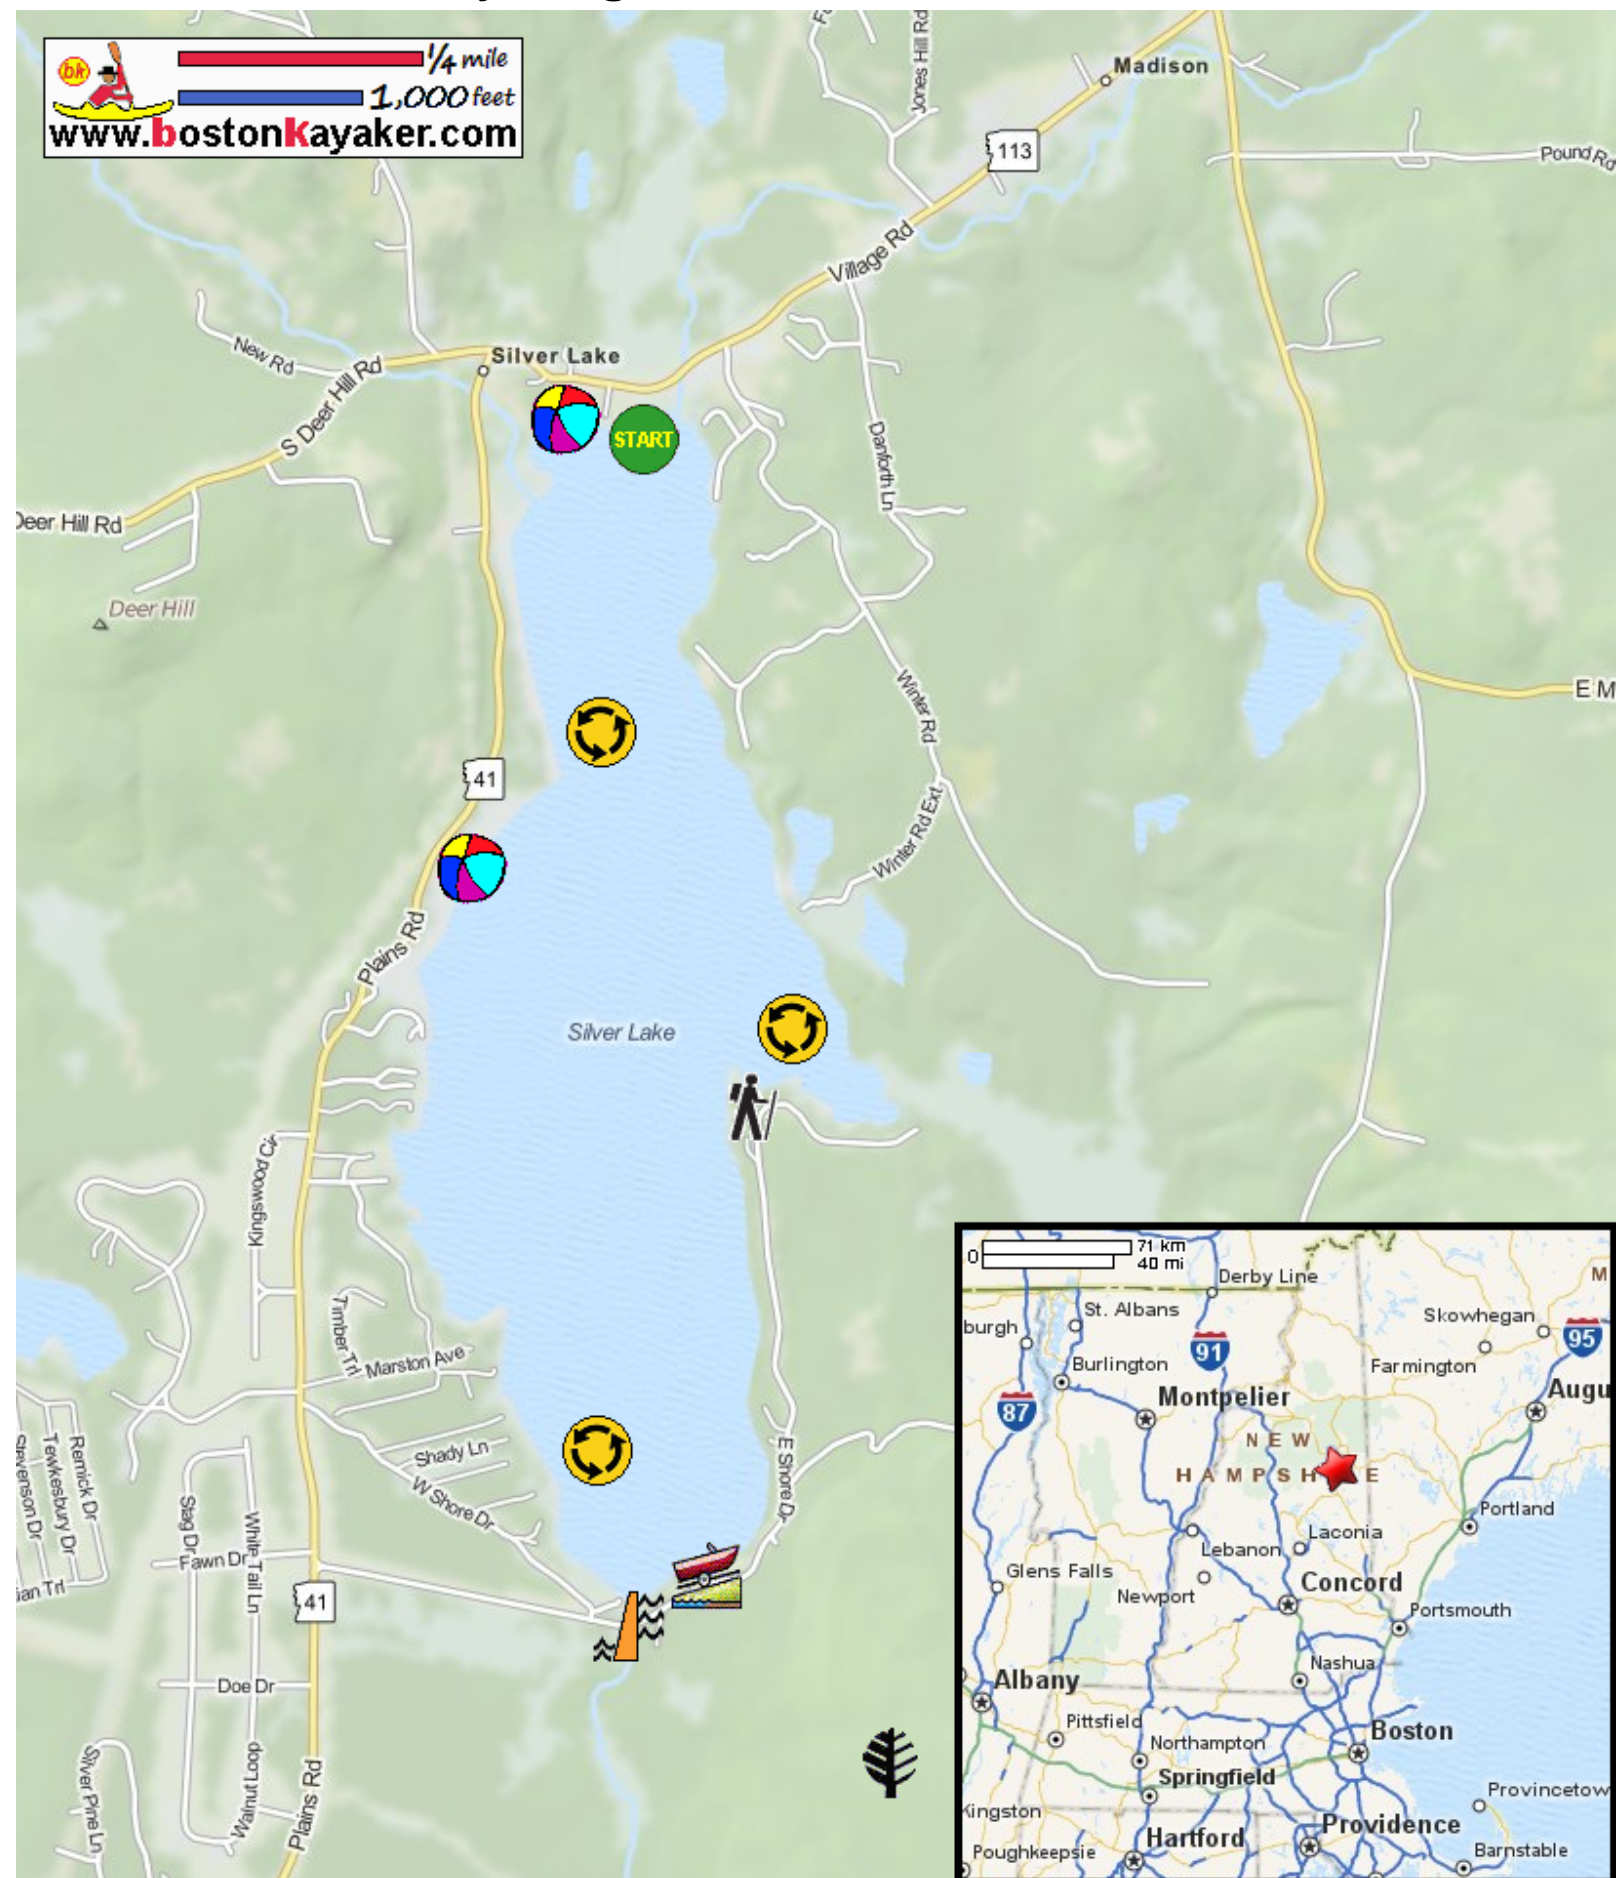 bk
1/4 mile
1,000 feet
www.bostonKayaker.com
Jones Hill Rd
Madison
113
Pound Rd
Village Rd
New Rd
Silver Lake
S Deer Hill Rd
START
Danforth Ln
Deer Hill Rd
Deer Hill
E M
Winter Rd
41
Winter Rd Ext
Plains Rd
Silver Lake
Kingswood Cir
Timber Trl
Marston Ave
Shady Ln
W Shore Dr
E Shore Dr
Remick Dr
Tewkesbury Dr
Stevenson Dr
Stag Dr
White Tail Ln
Fawn Dr
ian Trl
41
Doe Dr
Walnut Loop
Silver Pine Ln
Plains Rd
0
71 km
40 mi
Derby Line
M
St. Albans
Skowhegan
burgh
91
95
Burlington
Farmington
87
Montpelier
Augu
NEW
HAMPSHIRE
Portland
Laconia
Lebanon
Glens Falls
Newport
Concord
Portsmouth
Nashua
Albany
Pittsfield
Boston
Northampton
Springfield
Provincetow
Kingston
Providence
Hartford
Poughkeepsie
Barnstable